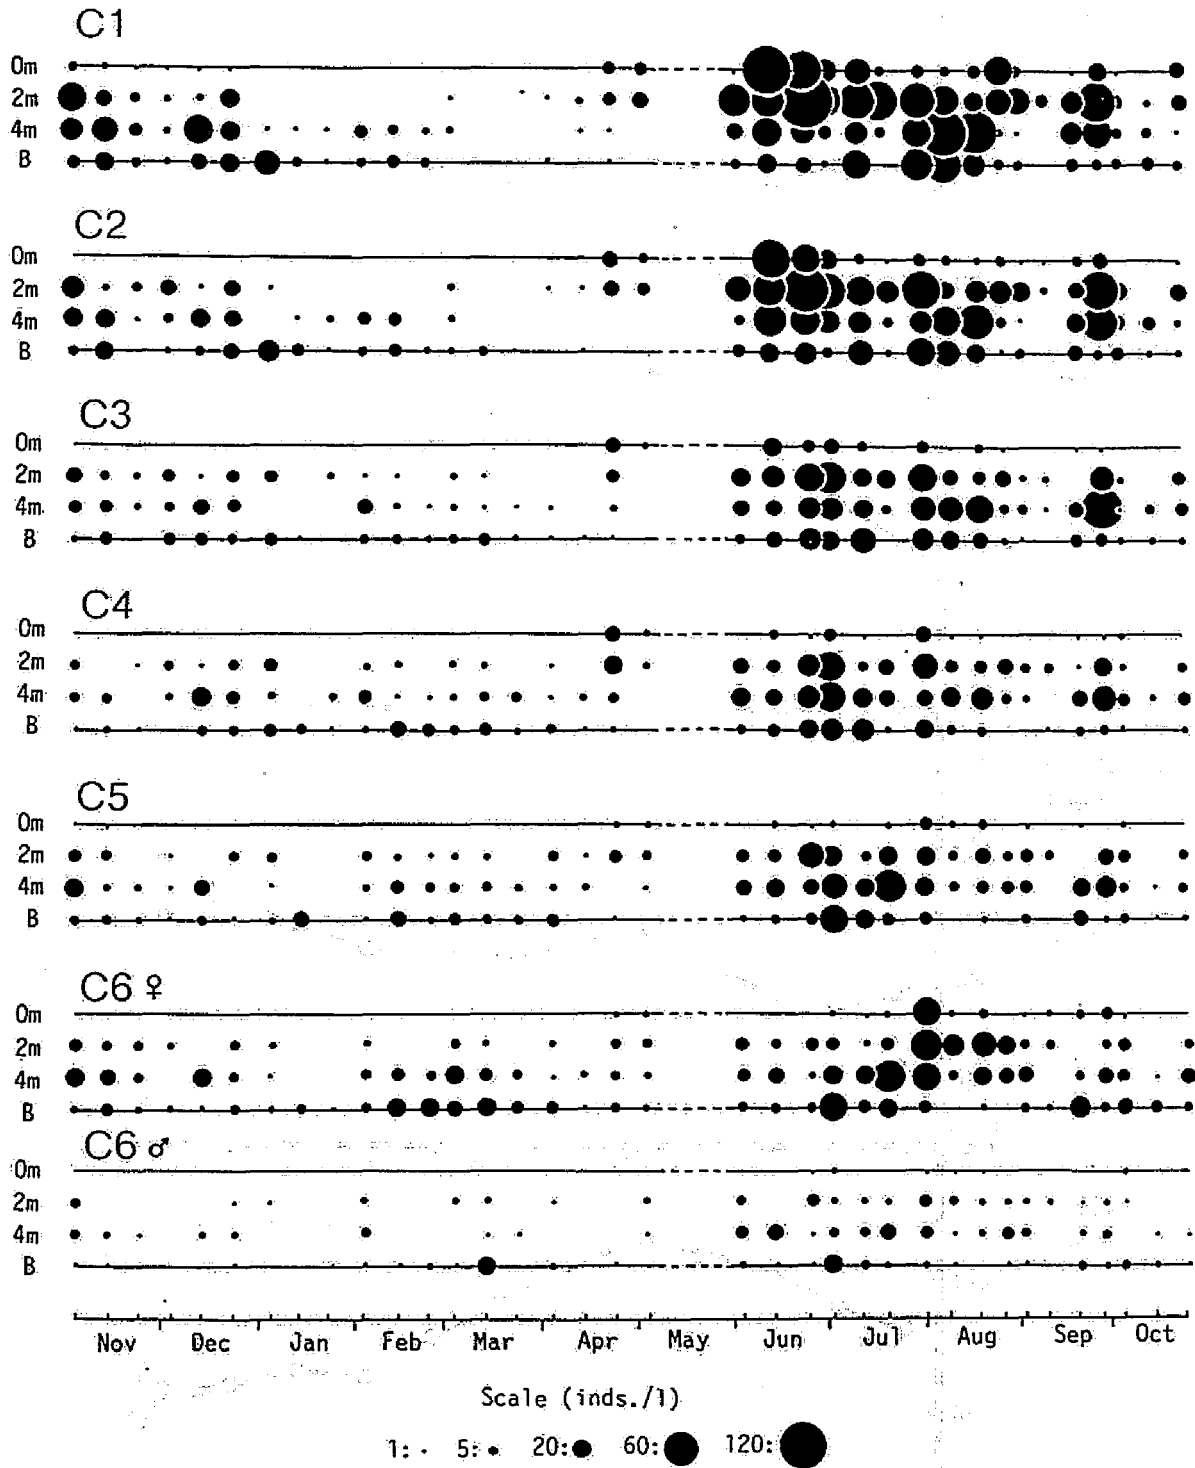 C1
0m
2m
4m
B
C2
0m
2m
4m
B
C3
0m
2m
4m
B
C4
0m
2m
4m
B
C5
0m
2m
4m
B
C6 ♀
0m
2m
4m
B
C6 ♂
0m
2m
4m
B
Nov Dec Jan Feb Mar Apr May Jun Jul Aug Sep Oct
Scale (inds./l)
1: 5: 20: 60: 120: